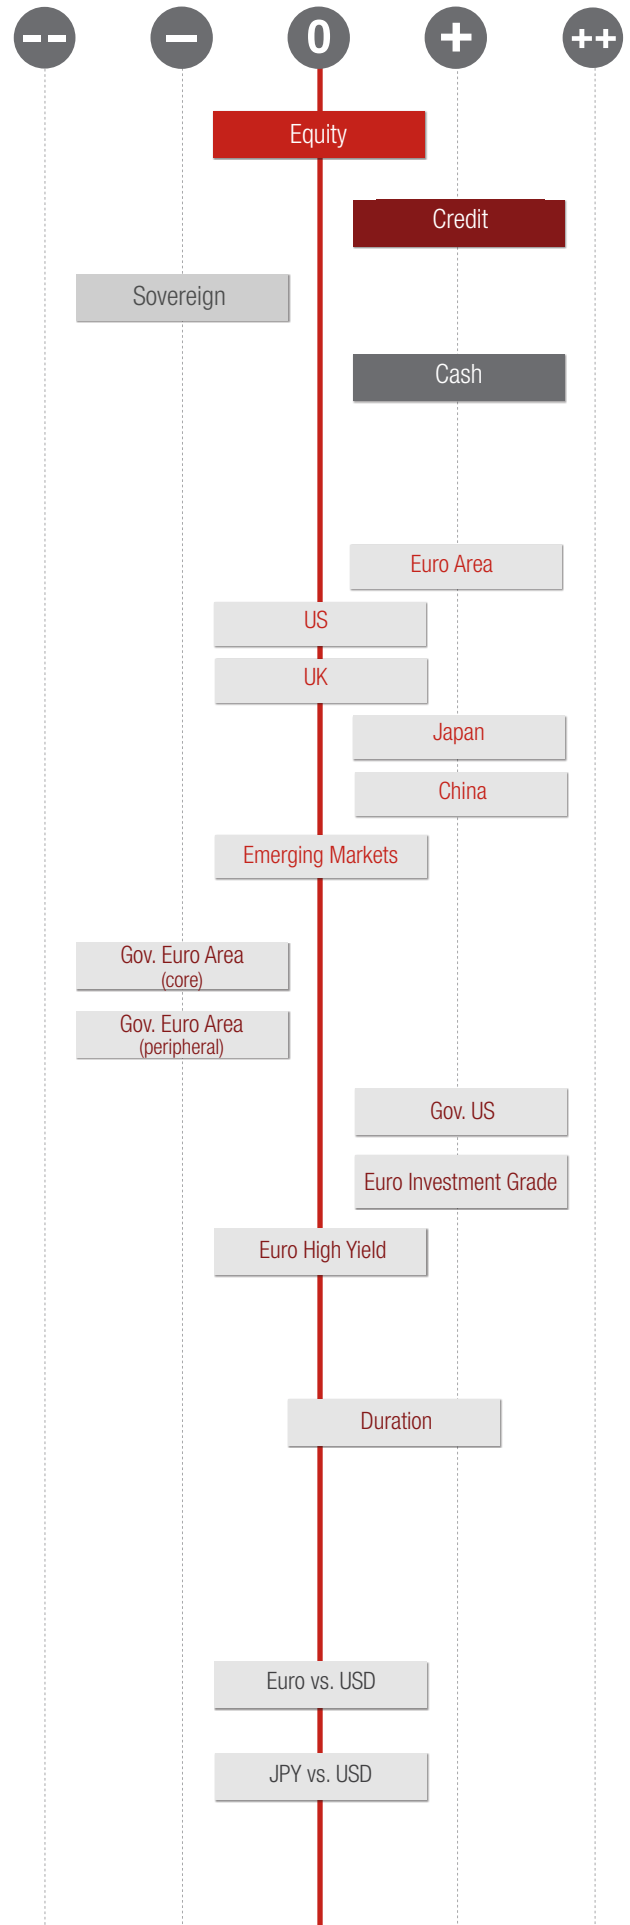 -- - 0 + ++
Equity
Credit
Sovereign
Cash
Euro Area
US
UK
Japan
China
Emerging Markets
Gov. Euro Area
(core)
Gov. Euro Area
(peripheral)
Gov. US
Euro Investment Grade
Euro High Yield
Duration
Euro vs. USD
JPY vs. USD